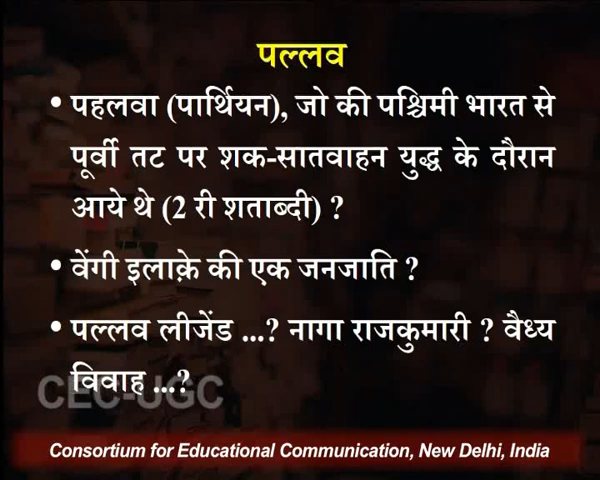 पल्लव
• पहलवा (पार्थियन), जो की पश्चिमी भारत से
पूर्वी तट पर शक-सातवाहन युद्ध के दौरान
आये थे (2 री शताब्दी) ?
• वेंगी इलाक़े की एक जनजाति ?
• पल्लव लीजेंड ...? नागा राजकुमारी ? वैध्य
विवाह ...?
CEC-UGC
Consortium for Educational Communication, New Delhi, India